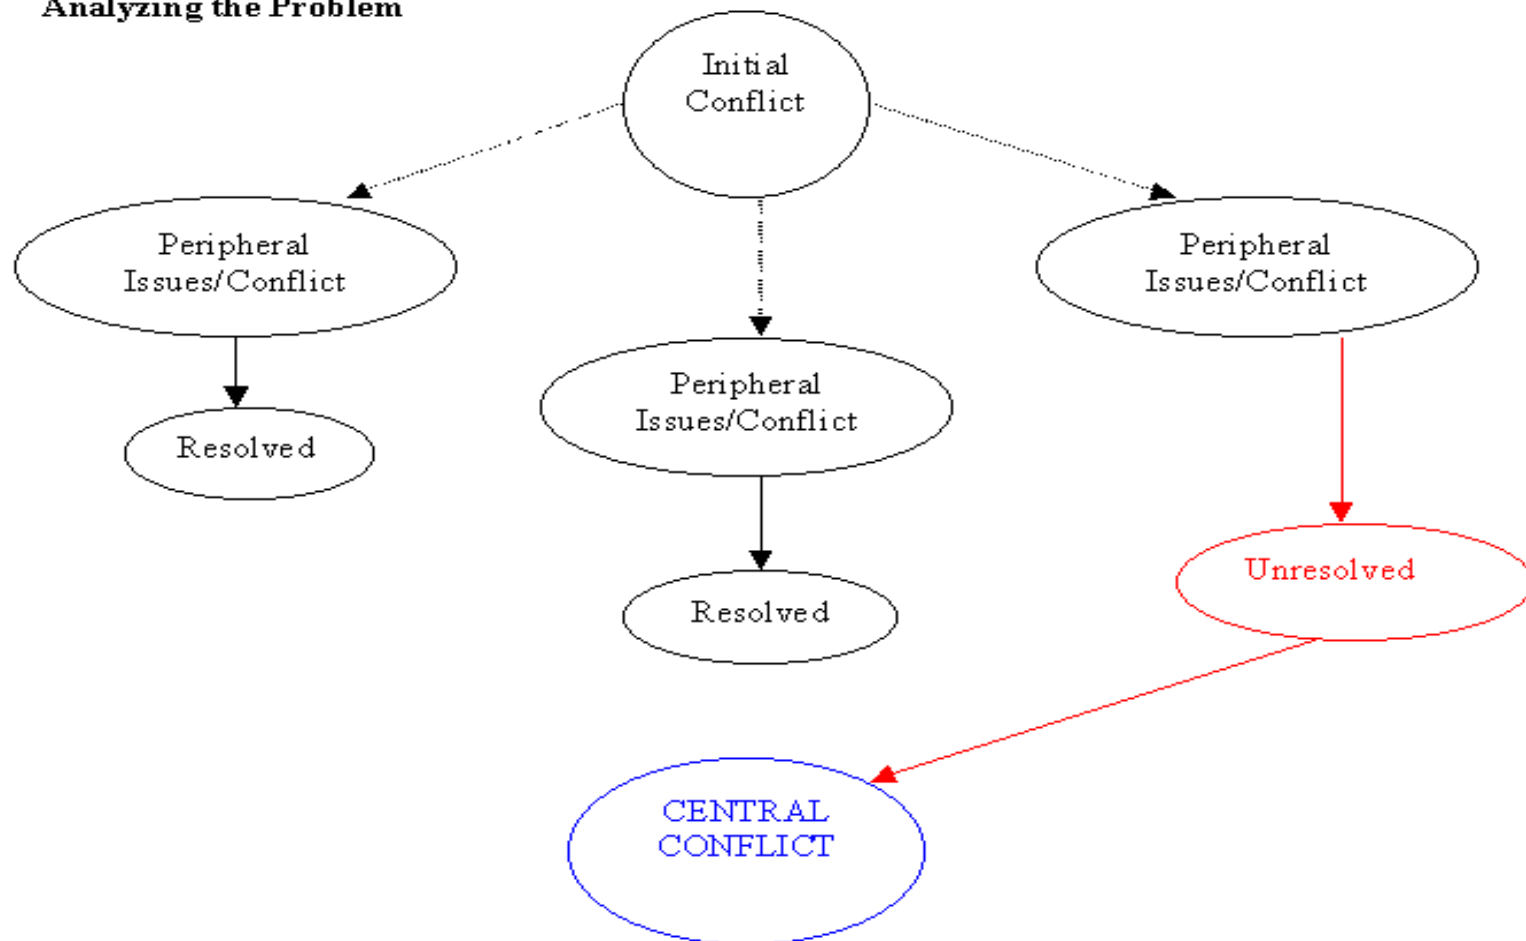 Analyzing the Problem
Initial
Conflict
Peripheral
Issues/Conflict
Peripheral
Issues/Conflict
Peripheral
Issues/Conflict
Resolved
Resolved
Unresolved
CENTRAL
CONFLICT